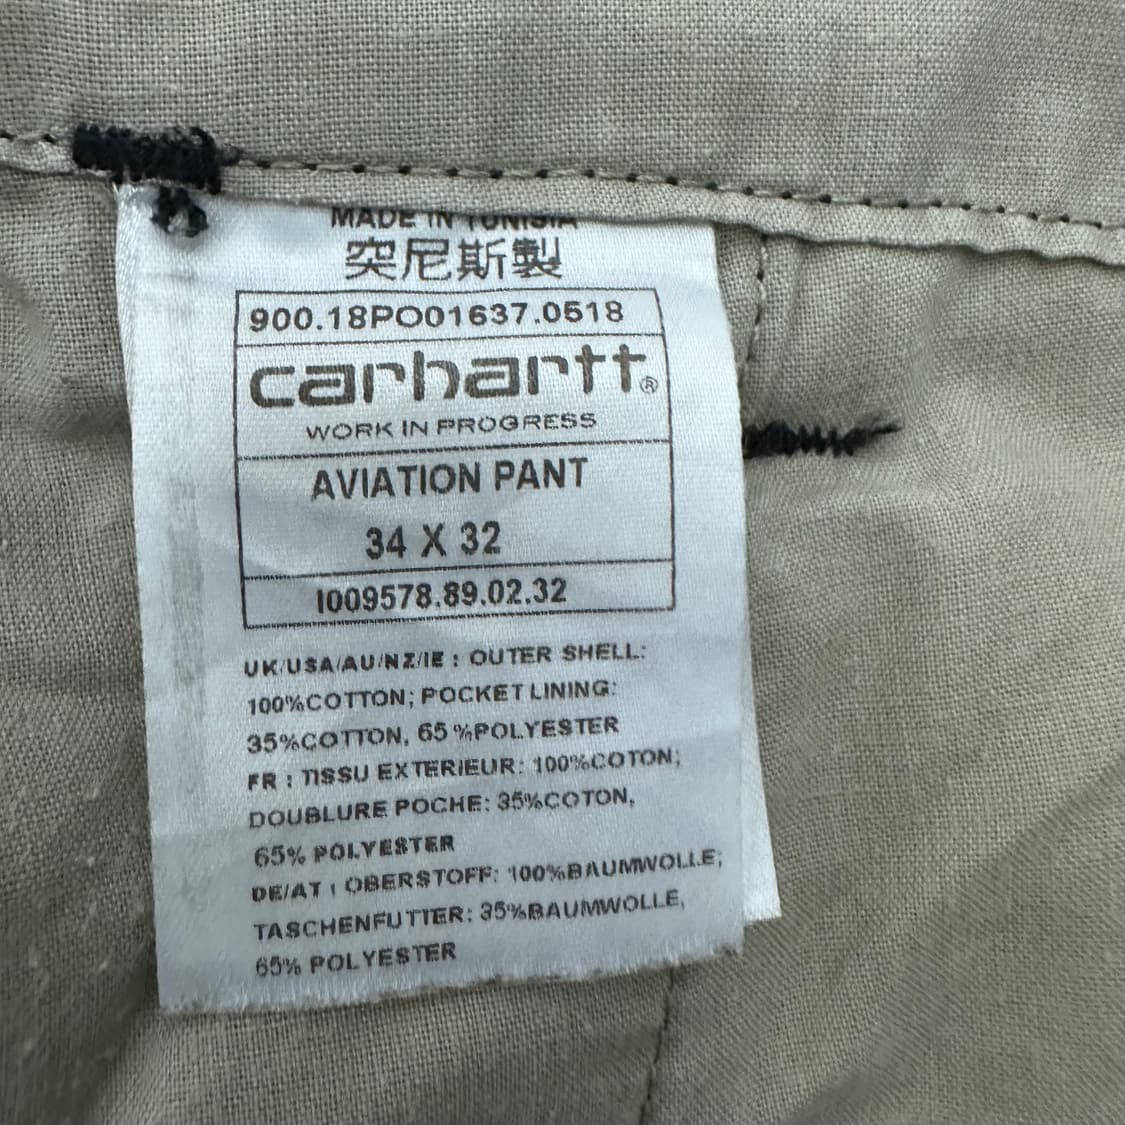 MADE IN TUNISIA
突尼斯製
900.18PO01637.0518
carhartt®
WORK IN PROGRESS
AVIATION PANT
34 X 32
I009578.89.02.32
UK/USA/AU/NZ/IE : OUTER SHELL:
100%COTTON; POCKET LINING:
35%COTTON, 65 %POLYESTER
FR : TISSU EXTERIEUR: 100%COTON;
DOUBLURE POCHE: 35%COTON,
65% POLYESTER
DE/AT : OBERSTOFF: 100%BAUMWOLLE;
TASCHENFUTTER: 35%BAUMWOLLE,
65% POLYESTER